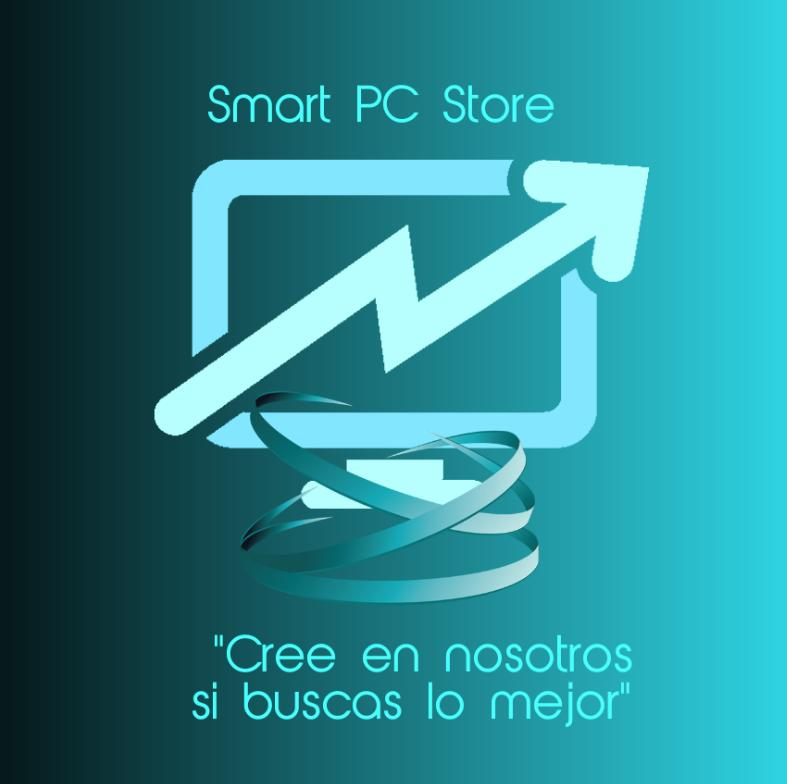 Smart PC Store
"Cree en nosotros
si buscas lo mejor"